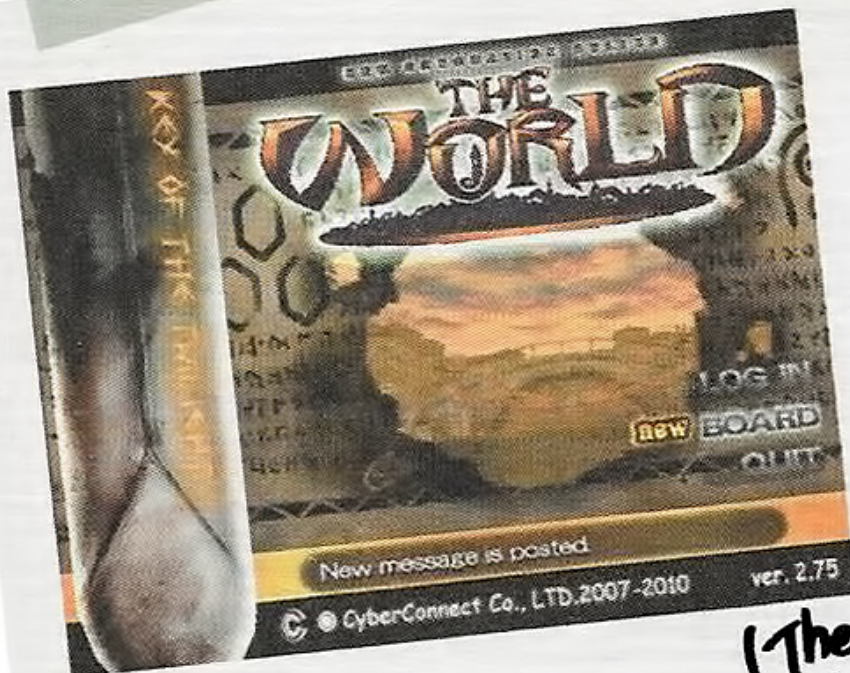 THE
WORLD
KEY OF THE TWILIGHT
LOG IN
new BOARD
QUIT
New message is posted
© ® CyberConnect Co., LTD.2007-2010
ver. 2.75
(The